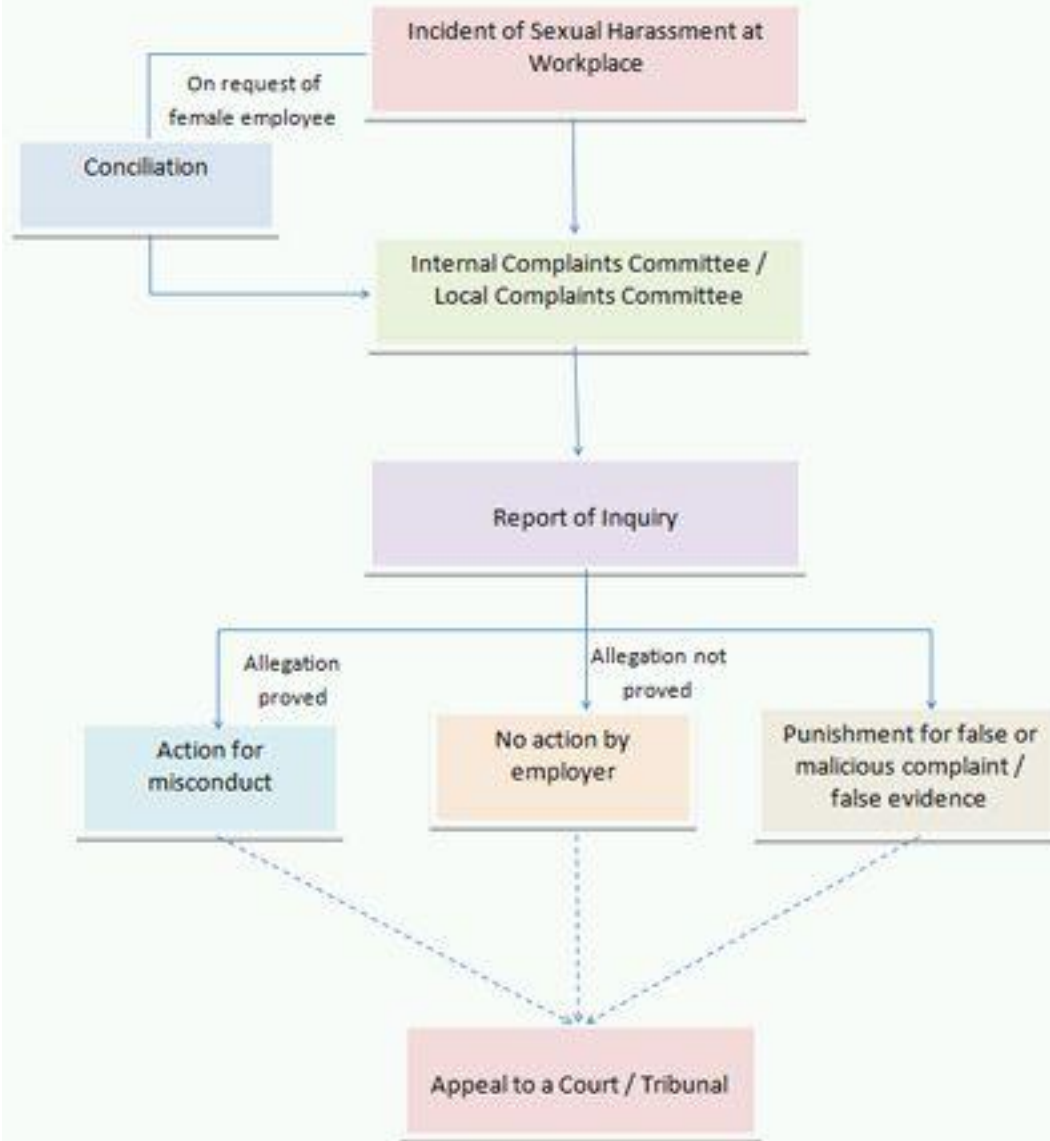 Incident of Sexual Harassment at
Workplace
On request of
female employee
Conciliation
Internal Complaints Committee /
Local Complaints Committee
Report of Inquiry
Allegation
proved
Allegation not
proved
Action for
misconduct
No action by
employer
Punishment for false or
malicious complaint /
false evidence
Appeal to a Court / Tribunal